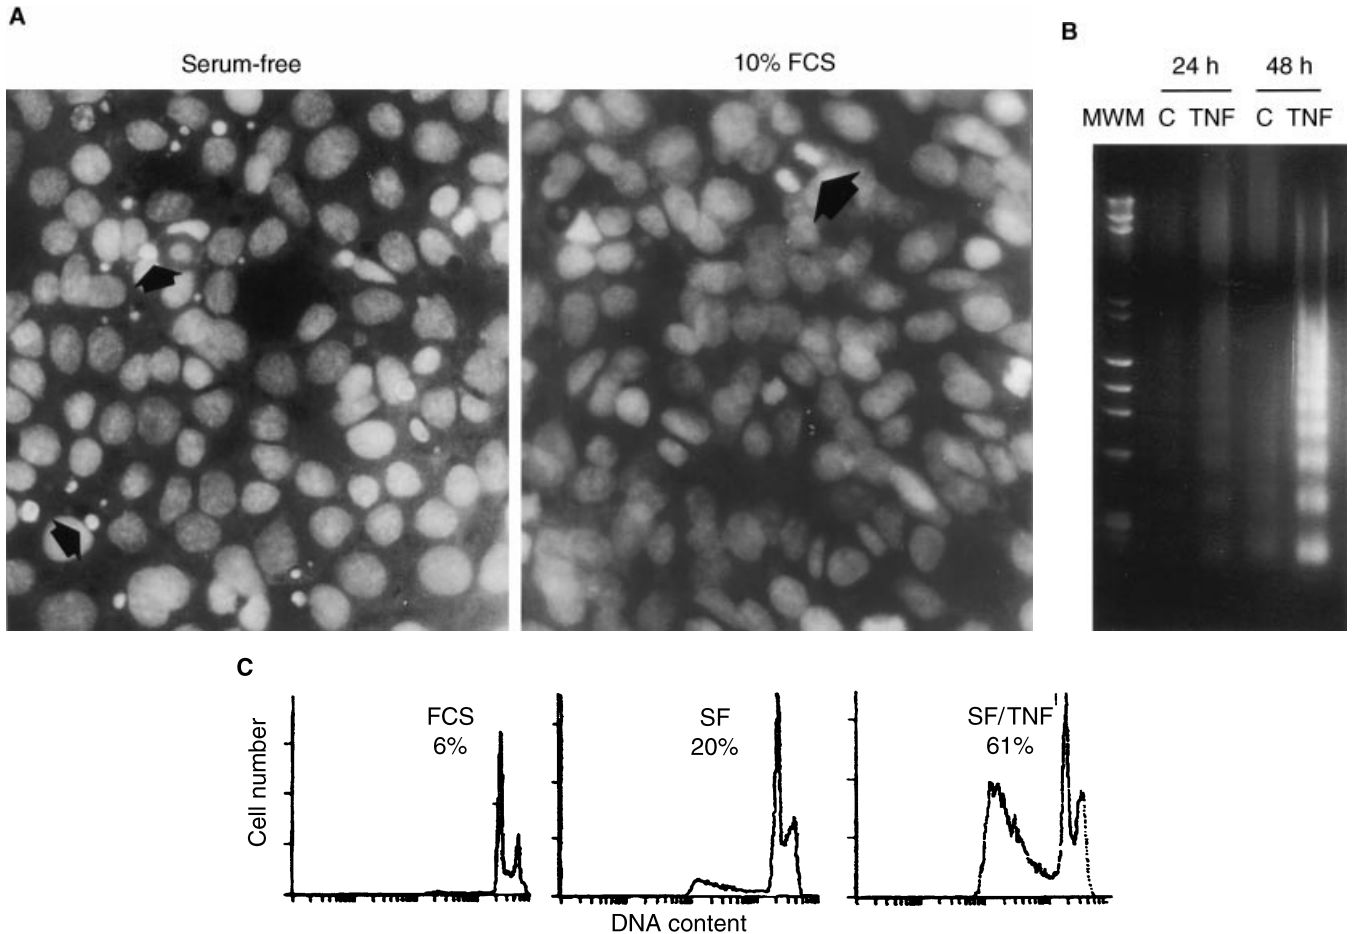 A
Serum-free
10% FCS
B
24 h 48 h
MWM C TNF C TNF
C
FCS
6%
SF
20%
SF/TNF
61%
Cell number
DNA content